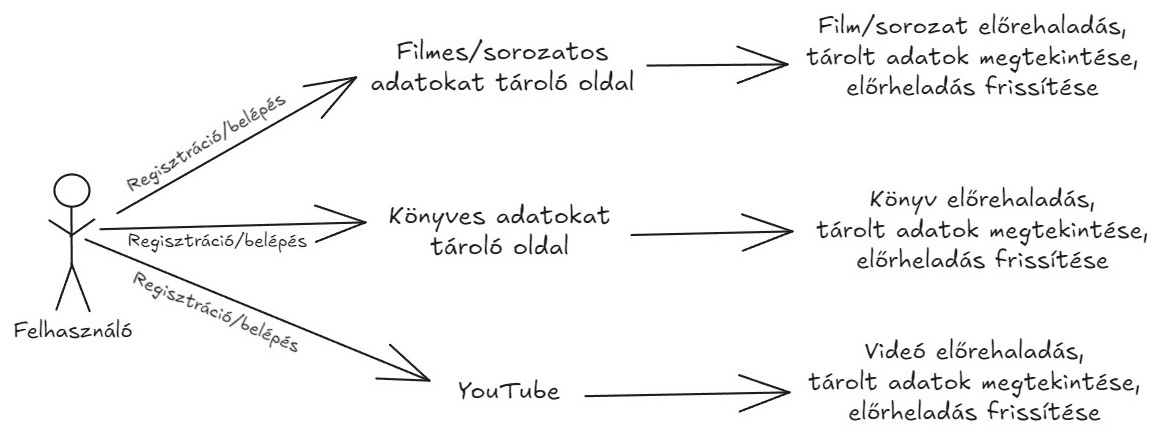 Filmes/sorozatos
adatokat tároló oldal
Film/sorozat előrehaladás,
tárolt adatok megtekintése,
előrheladás frissítése
Regisztráció/belépés
Könyves adatokat
tároló oldal
Könyv előrehaladás,
tárolt adatok megtekintése,
előrheladás frissítése
Regisztráció/belépés
Regisztráció/belépés
Felhasználó
YouTube
Videó előrehaladás,
tárolt adatok megtekintése,
előrheladás frissítése